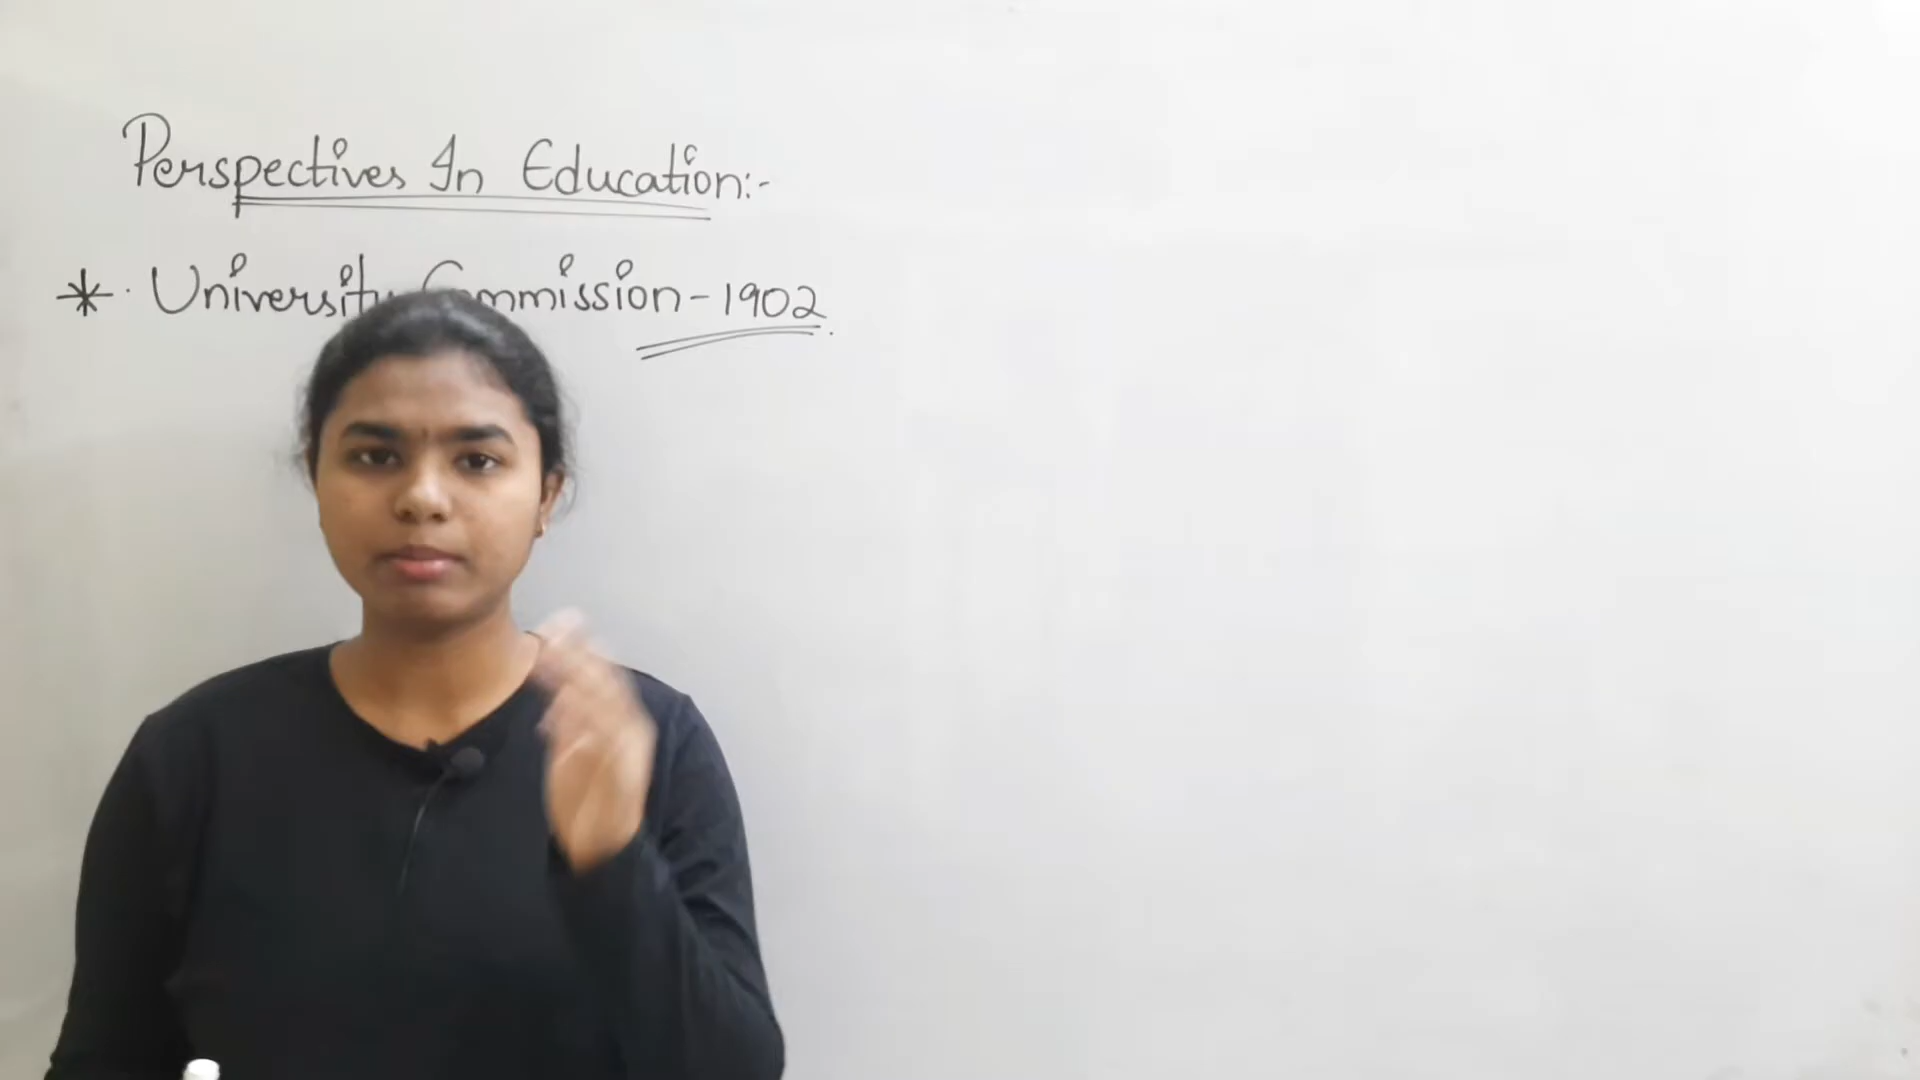 Perspectives In Education:-
* University Commission-1902.